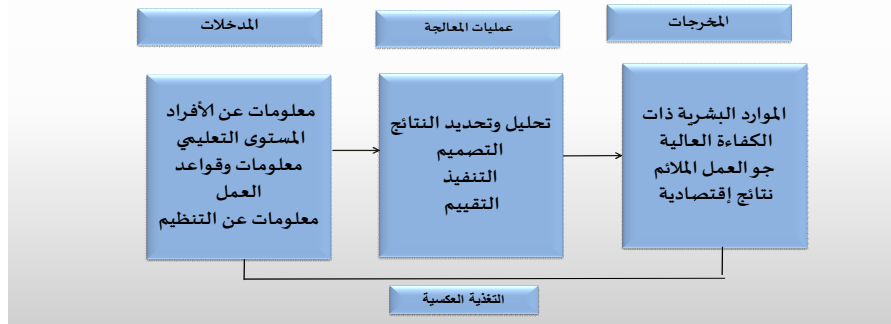 المدخلات
عمليات المعالجة
المخرجات
معلومات عن الأفراد
المستوى التعليمي
معلومات وقواعد
العمل
معلومات عن التنظيم
تحليل وتحديد النتائج
التصميم
التنفيذ
التقييم
الموارد البشرية ذات
الكفاءة العالية
جو العمل الملائم
نتائج إقتصادية
التغذية العكسية